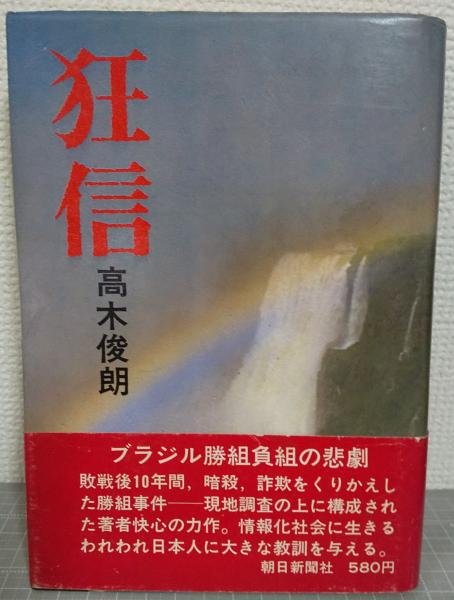 狂信
高木俊朗
ブラジル勝組負組の悲劇
敗戦後10年間，暗殺，詐欺をくりかえし
た勝組事件――現地調査の上に構成され
た著者快心の力作。情報化社会に生きる
われわれ日本人に大きな教訓を与える。
朝日新聞社 580円